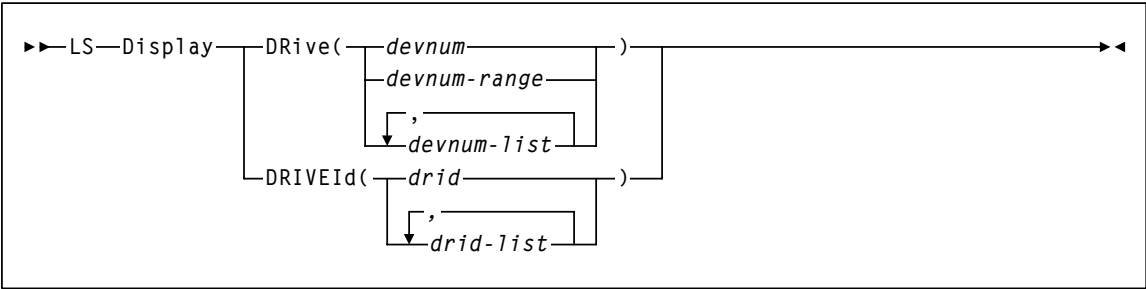 LS Display DRive( devnum )
devnum-range
,
devnum-list
DRIVEId( drid )
,
drid-list